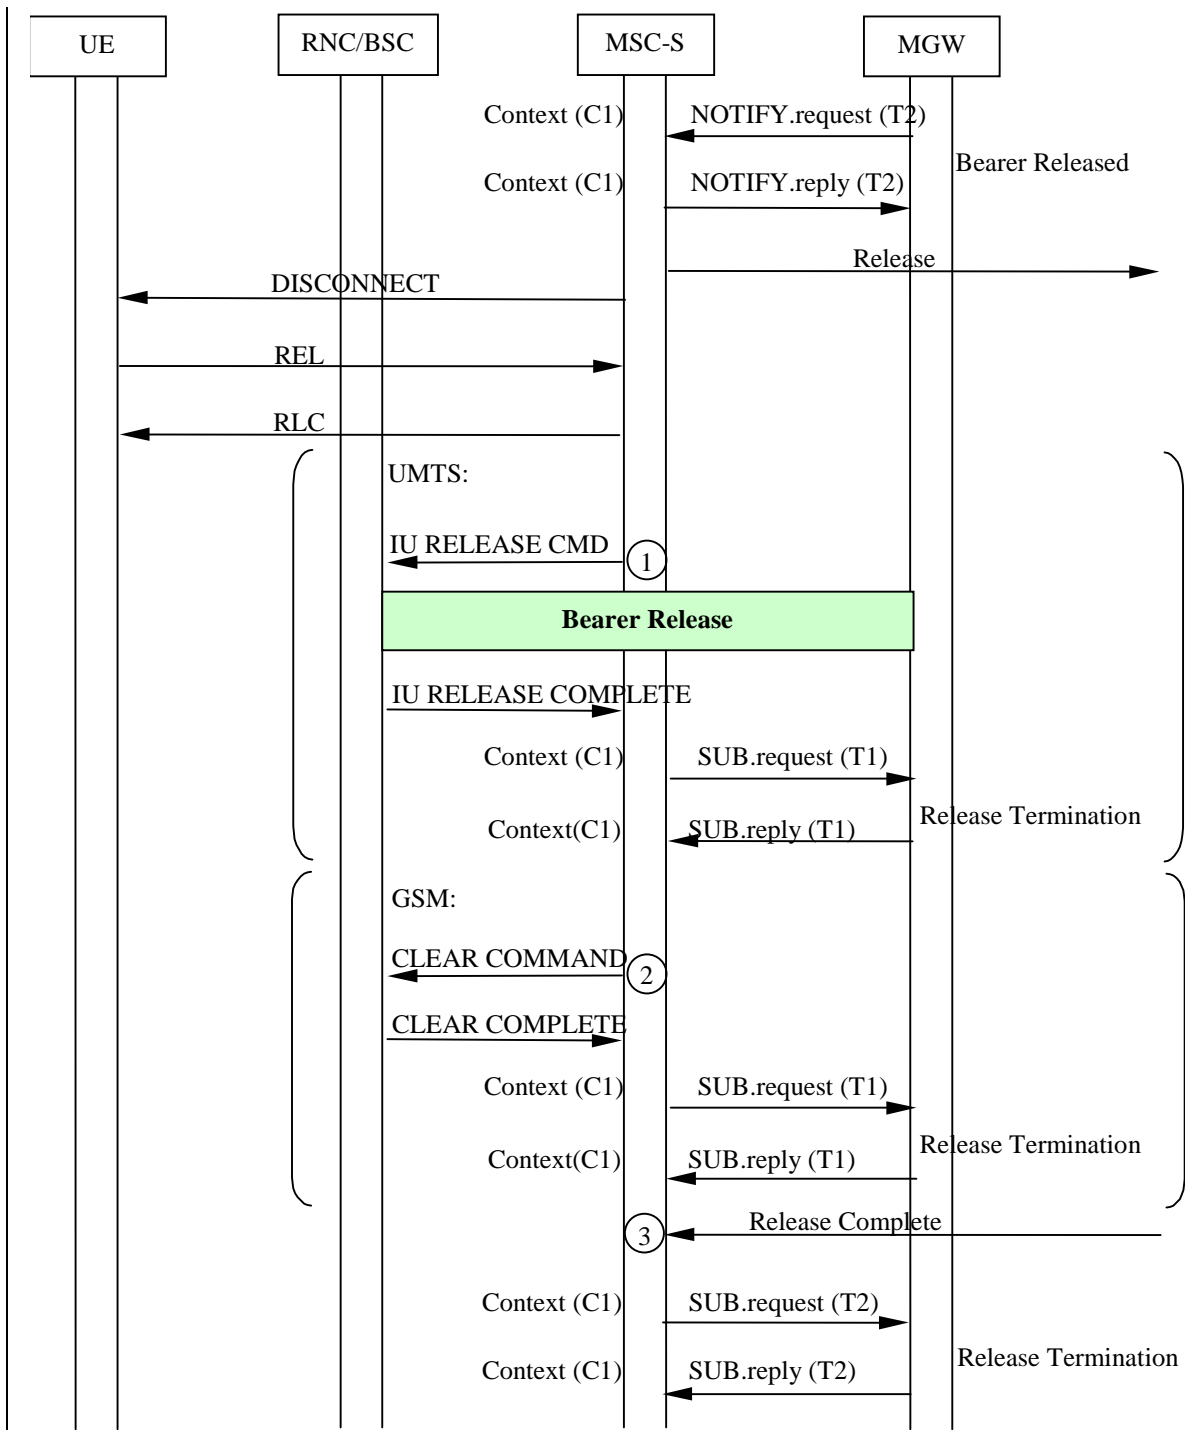 UE
RNC/BSC
MSC-S
MGW
Context (C1)
NOTIFY.request (T2)
Bearer Released
Context (C1)
NOTIFY.reply (T2)
Release
DISCONNECT
REL
RLC
UMTS:
IU RELEASE CMD
1
Bearer Release
IU RELEASE COMPLETE
Context (C1)
SUB.request (T1)
Release Termination
Context(C1)
SUB.reply (T1)
GSM:
CLEAR COMMAND
2
CLEAR COMPLETE
Context (C1)
SUB.request (T1)
Release Termination
Context(C1)
SUB.reply (T1)
Release Complete
3
Context (C1)
SUB.request (T2)
Release Termination
Context (C1)
SUB.reply (T2)